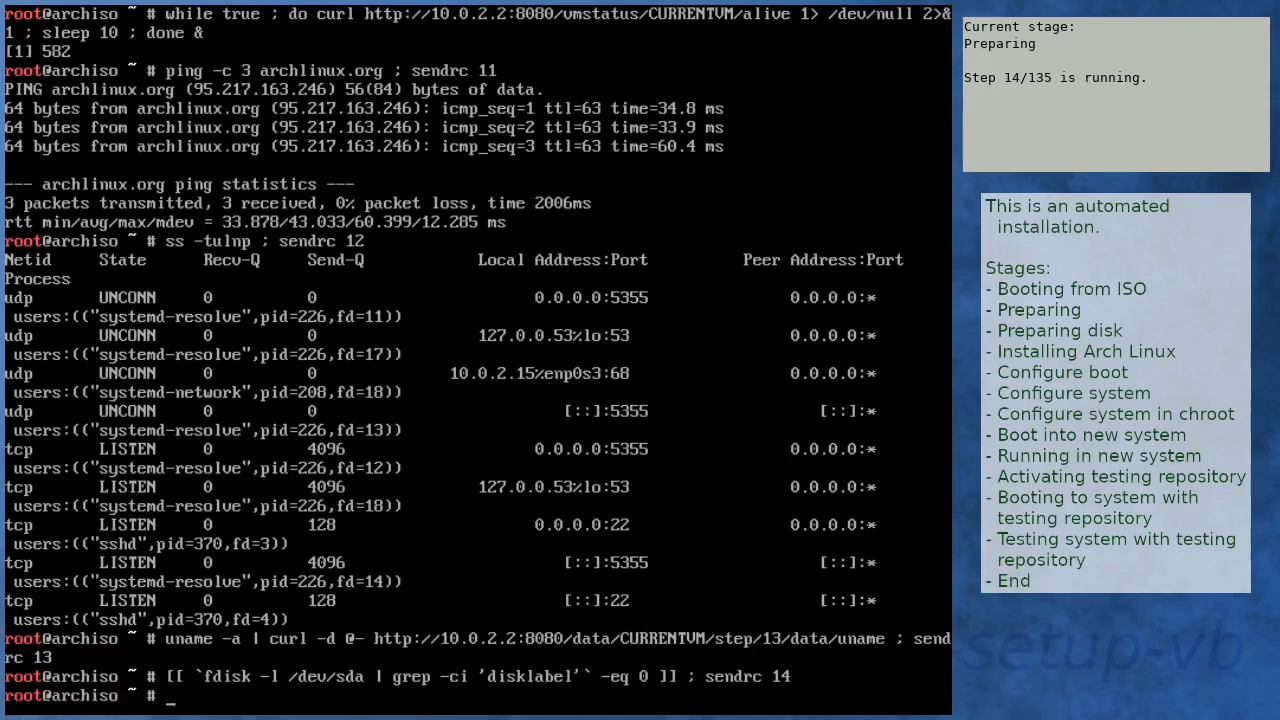 root@archiso ~ # while true ; do curl http://10.0.2.2:8080/vmstatus/CURRENTVM/alive 1> /dev/null 2>&
1 ; sleep 10 ; done &
[1] 582
root@archiso ~ # ping -c 3 archlinux.org ; sendrc 11
PING archlinux.org (95.217.163.246) 56(84) bytes of data.
64 bytes from archlinux.org (95.217.163.246): icmp_seq=1 ttl=63 time=34.8 ms
64 bytes from archlinux.org (95.217.163.246): icmp_seq=2 ttl=63 time=33.9 ms
64 bytes from archlinux.org (95.217.163.246): icmp_seq=3 ttl=63 time=60.4 ms
--- archlinux.org ping statistics ---
3 packets transmitted, 3 received, 0% packet loss, time 2006ms
rtt min/avg/max/mdev = 33.878/43.033/60.399/12.285 ms
root@archiso ~ # ss -tulnp ; sendrc 12
Netid State Recv-Q Send-Q Local Address:Port Peer Address:Port
Process
udp UNCONN 0 0 0.0.0.0:5355 0.0.0.0:*
users:(("systemd-resolve",pid=226,fd=11))
udp UNCONN 0 0 127.0.0.53%lo:53 0.0.0.0:*
users:(("systemd-resolve",pid=226,fd=17))
udp UNCONN 0 0 10.0.2.15%enp0s3:68 0.0.0.0:*
users:(("systemd-network",pid=208,fd=18))
udp UNCONN 0 0 [::]:5355 [::]:*
users:(("systemd-resolve",pid=226,fd=13))
tcp LISTEN 0 4096 0.0.0.0:5355 0.0.0.0:*
users:(("systemd-resolve",pid=226,fd=12))
tcp LISTEN 0 4096 127.0.0.53%lo:53 0.0.0.0:*
users:(("systemd-resolve",pid=226,fd=18))
tcp LISTEN 0 128 0.0.0.0:22 0.0.0.0:*
users:(("sshd",pid=370,fd=3))
tcp LISTEN 0 4096 [::]:5355 [::]:*
users:(("systemd-resolve",pid=226,fd=14))
tcp LISTEN 0 128 [::]:22 [::]:*
users:(("sshd",pid=370,fd=4))
root@archiso ~ # uname -a | curl -d @- http://10.0.2.2:8080/data/CURRENTVM/step/13/data/uname ; send
rc 13
root@archiso ~ # [[ `fdisk -l /dev/sda | grep -ci 'disklabel'` -eq 0 ]] ; sendrc 14
root@archiso ~ # _
Current stage:
Preparing
Step 14/135 is running.
This is an automated
installation.
Stages:
- Booting from ISO
- Preparing
- Preparing disk
- Installing Arch Linux
- Configure boot
- Configure system
- Configure system in chroot
- Boot into new system
- Running in new system
- Activating testing repository
- Booting to system with
testing repository
- Testing system with testing
repository
- End
setup-vb